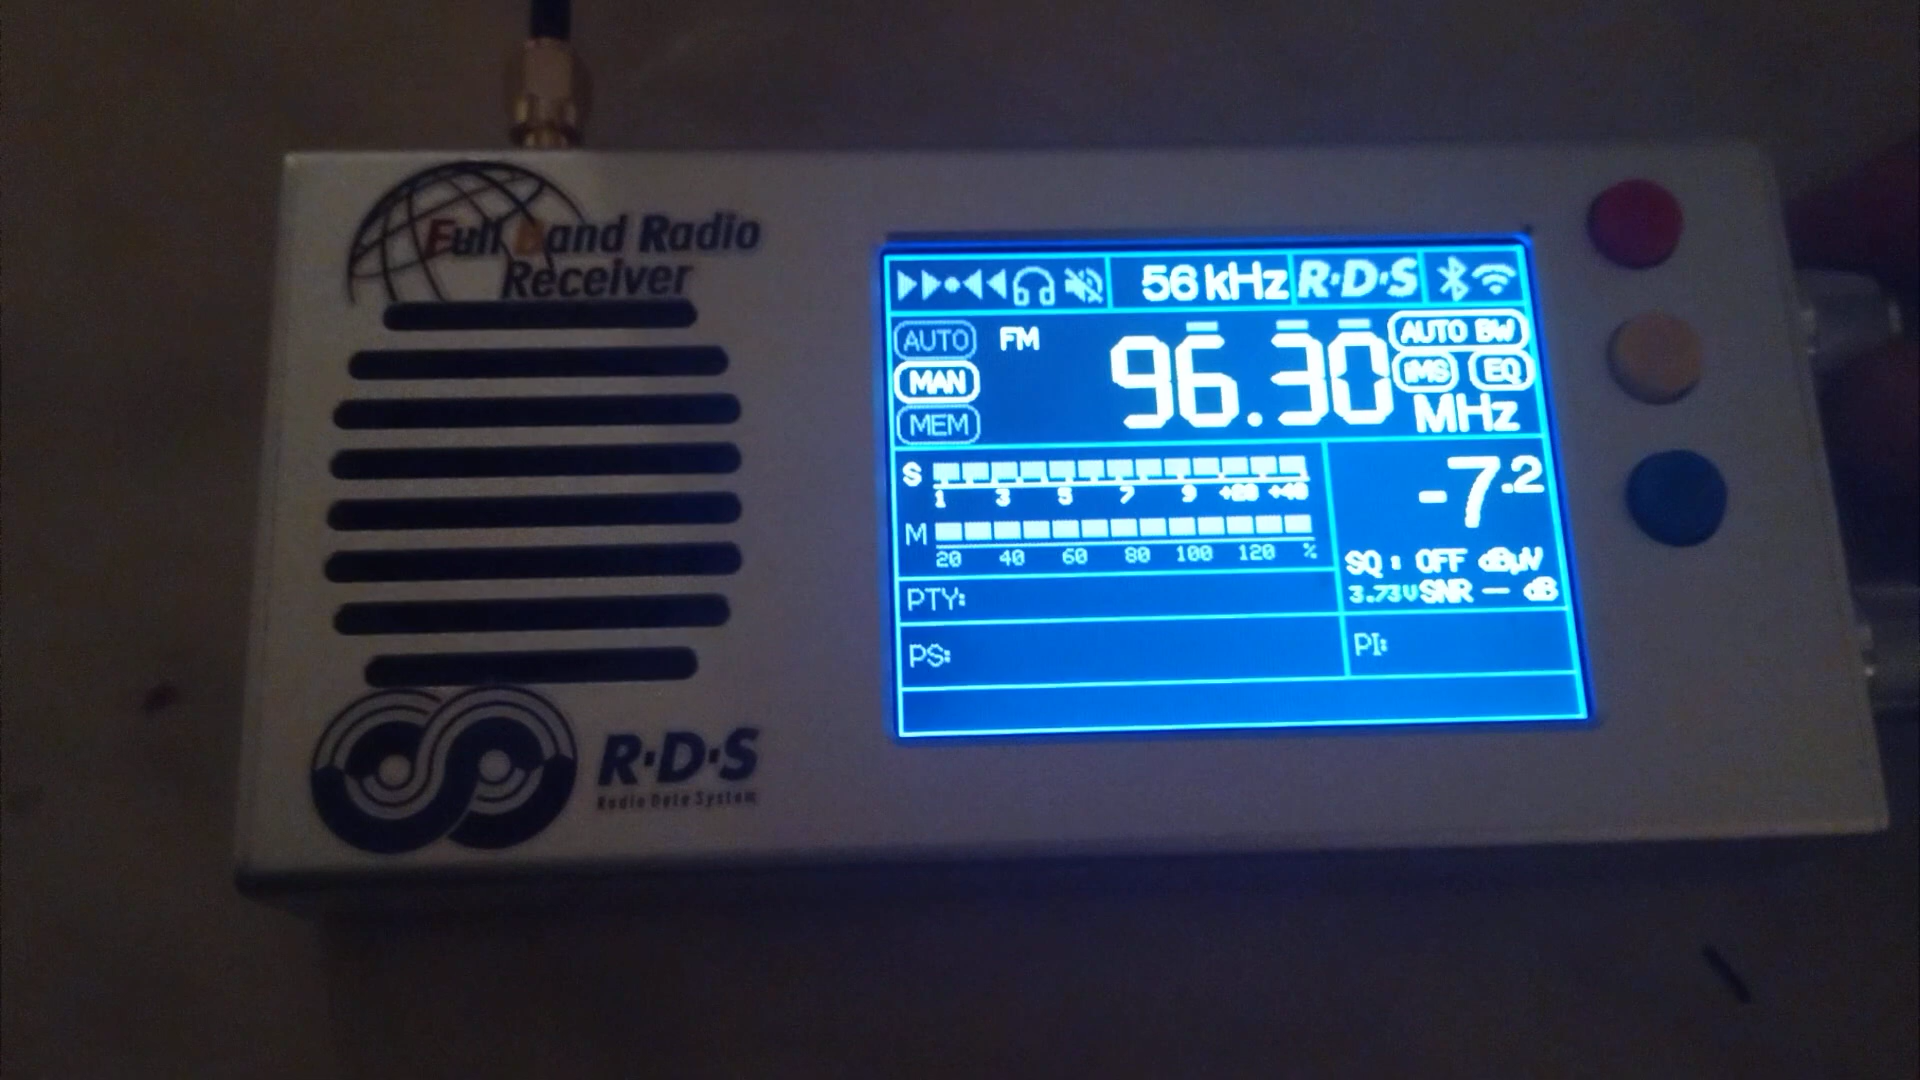 Full Band Radio
Receiver
56 kHz R·D·S
AUTO FM 96.30 AUTO BW
MAN iMS EQ
MEM MHz
S
1 3 5 7 9 +20 +40
-7.2
M
20 40 60 80 100 120 %
SQ: OFF dBµV
3.73V SNR -- dB
PTY:
PS:
PI:
R·D·S
Radio Data System